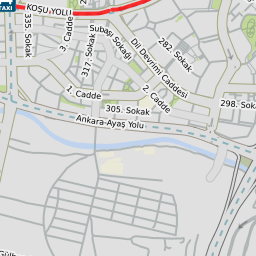 TAXI
KOŞU YOLU
335. Sokak
3. Cadde
317. Sokak
Subaşı Sokağı
Dil Devrimi Caddesi
282. Sokak
1. Cadde
2. Cadde
305. Sokak
298. Soka
Ankara-Ayaş Yolu